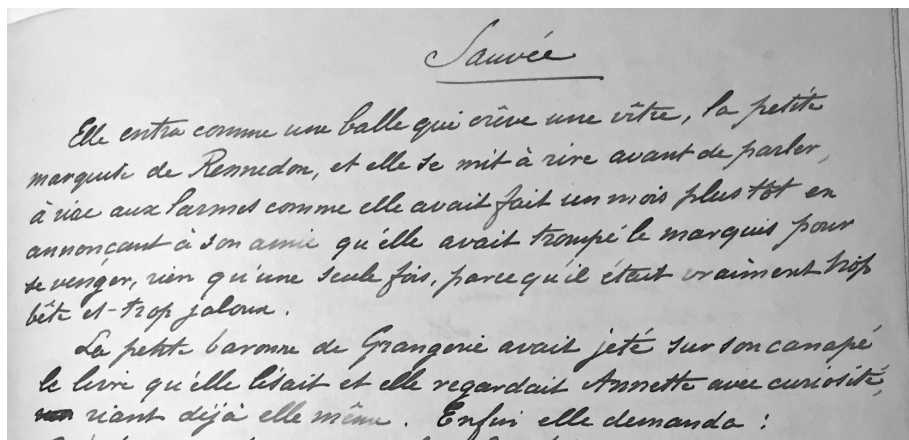 Sauvée
Elle entra comme une balle qui crève une vître, la petite
marquise de Rennedon, et elle se mit à rire avant de parler,
à rire aux larmes comme elle avait fait un mois plus tôt en
annonçant à son amie qu'elle avait trompé le marquis pour
se venger, rien qu'une seule fois, parce qu'il était vraiment trop
bête et trop jaloux.
La petite baronne de Grangerie avait jeté sur son canapé
le livre qu'elle lisait et elle regardait Annette avec curiosité,
riant déjà elle même. Enfin elle demanda :